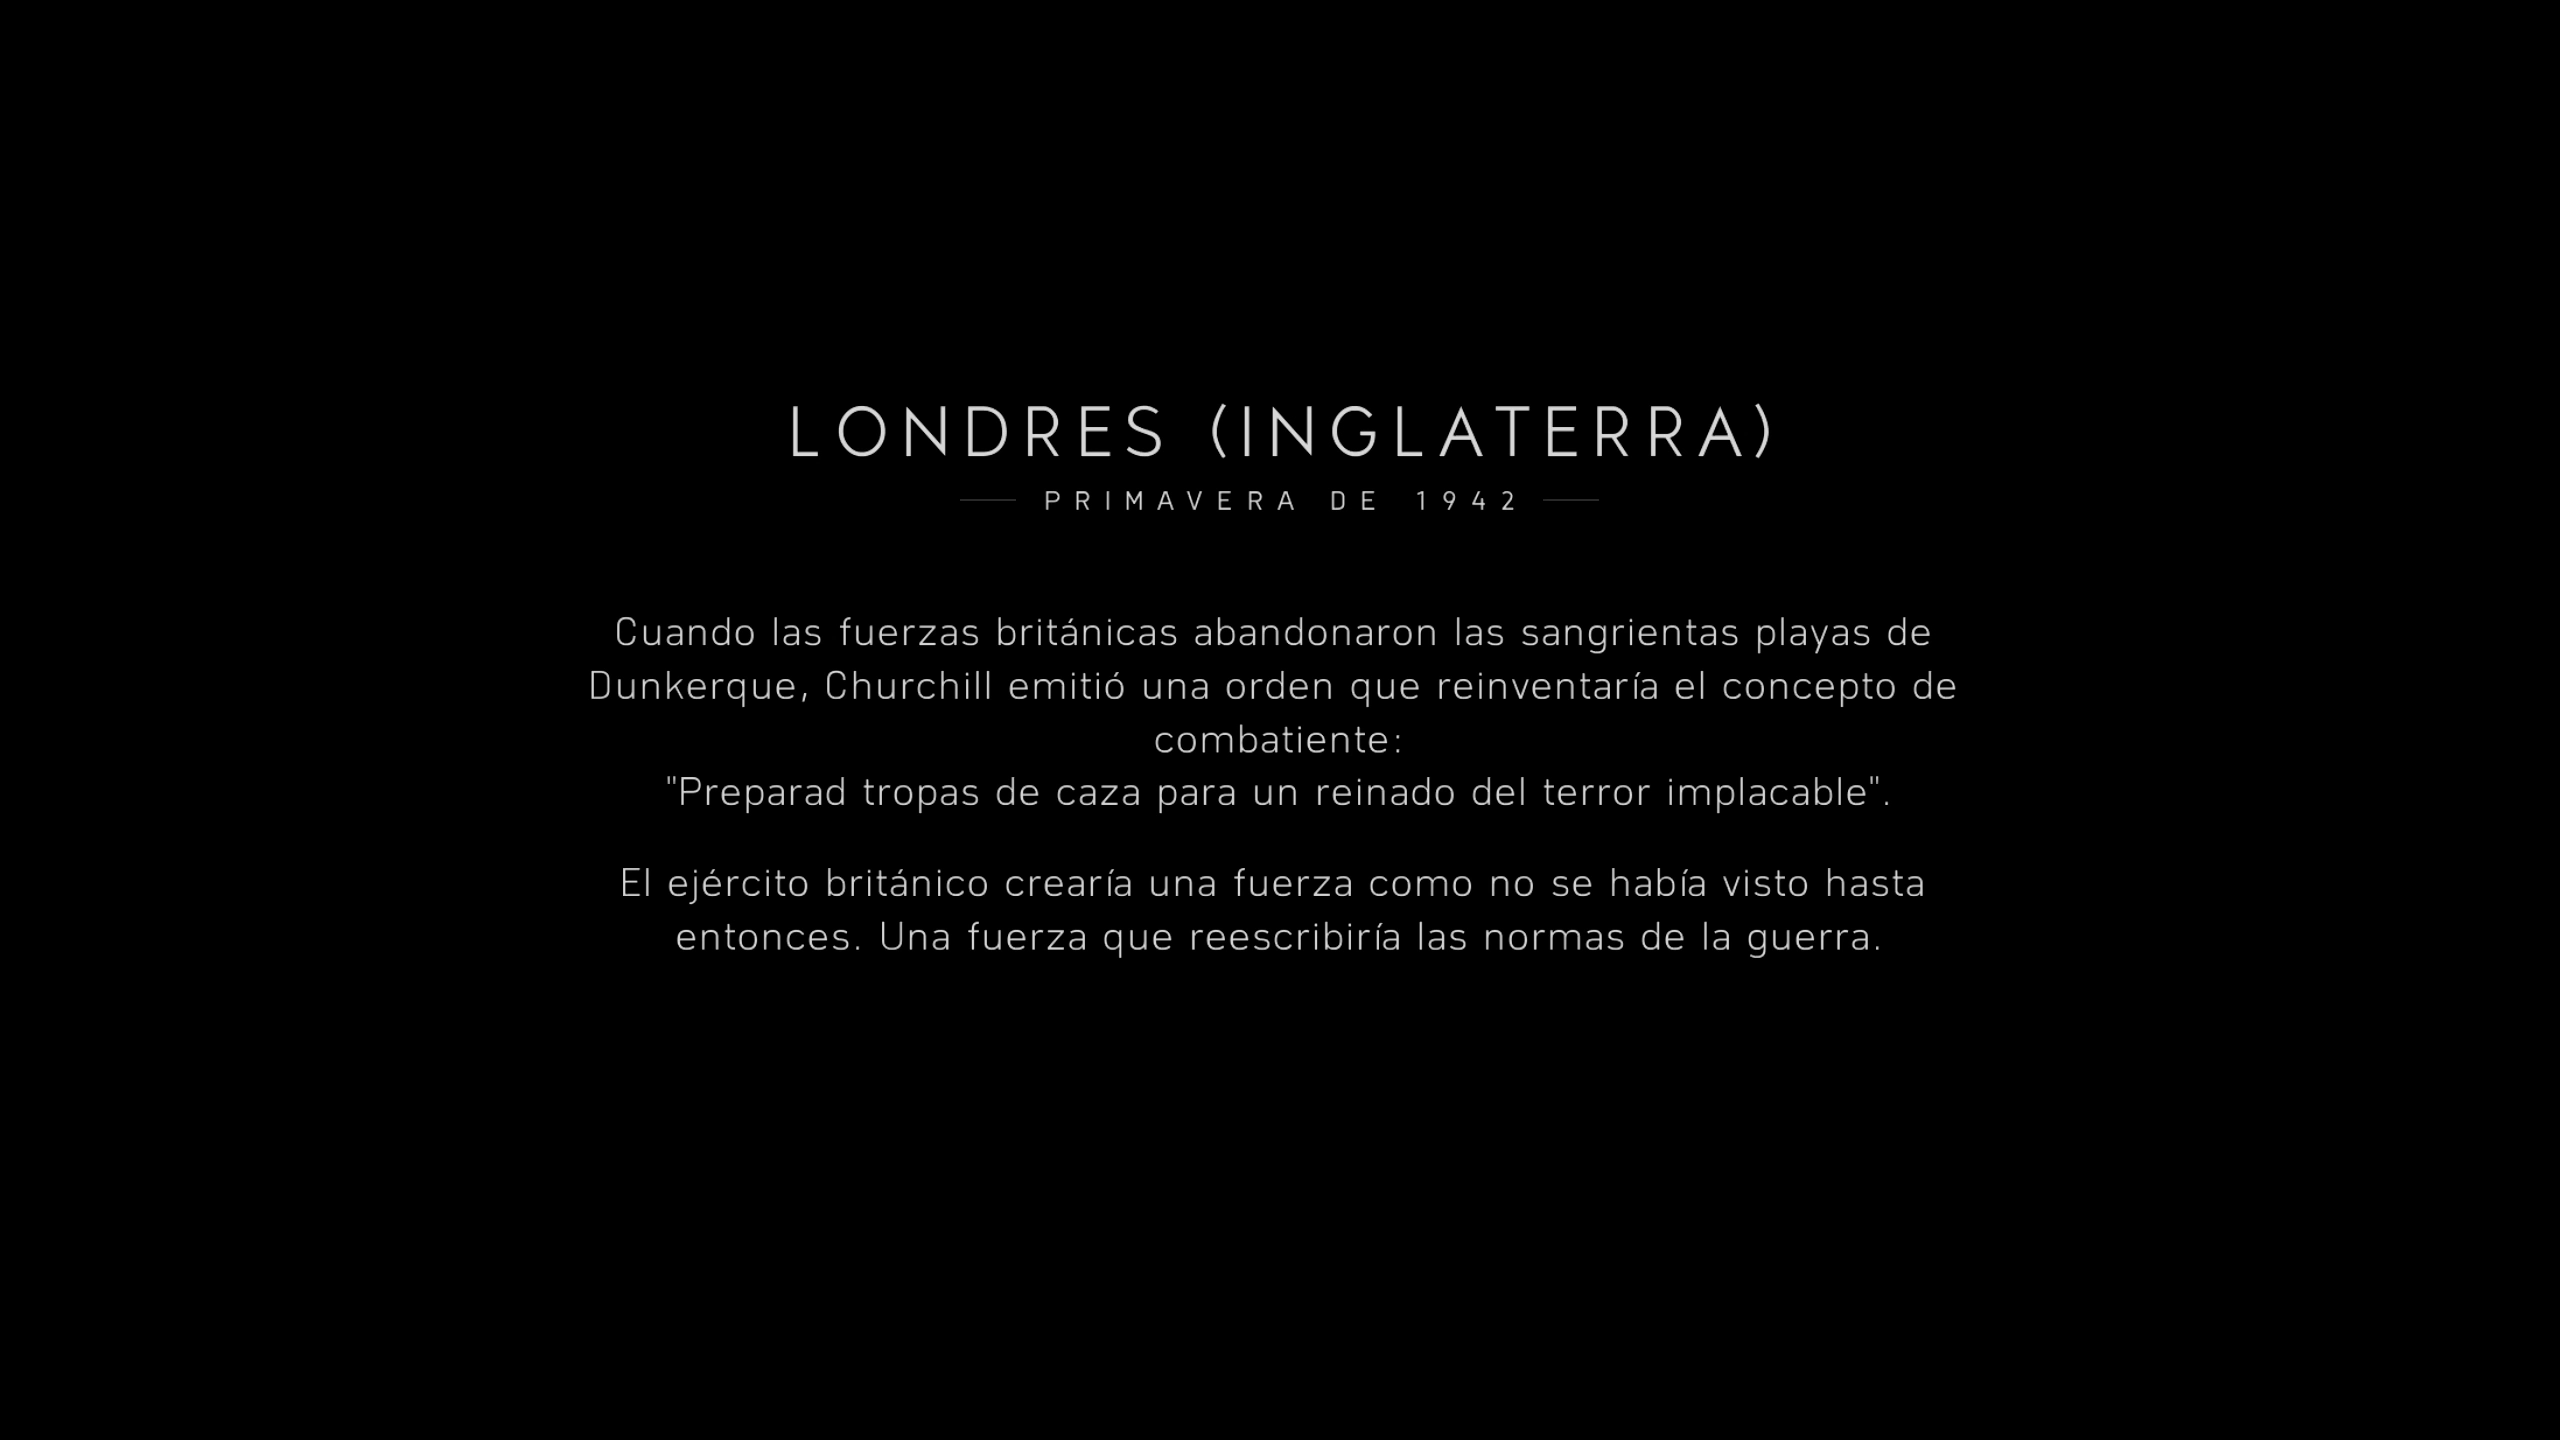 LONDRES (INGLATERRA)
PRIMAVERA DE 1942
Cuando las fuerzas británicas abandonaron las sangrientas playas de
Dunkerque, Churchill emitió una orden que reinventaría el concepto de
combatiente:
"Preparad tropas de caza para un reinado del terror implacable".
El ejército británico crearía una fuerza como no se había visto hasta
entonces. Una fuerza que reescribiría las normas de la guerra.